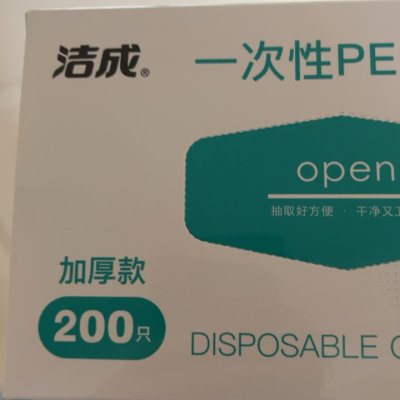 洁成®
一次性PE
open
抽取好方便 · 干净又卫
加厚款
200只
DISPOSABLE